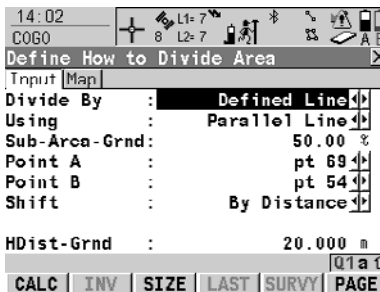 14:02
COGO
8
L1= 7
L2= 7
A B
Define How to Divide Area
Input Map
Divide By : Defined Line
Using : Parallel Line
Sub-Area-Grnd: 50.00 %
Point A : pt 69
Point B : pt 54
Shift : By Distance
HDist-Grnd : 20.000 m
Q1a
CALC INV SIZE LAST SURVY PAGE